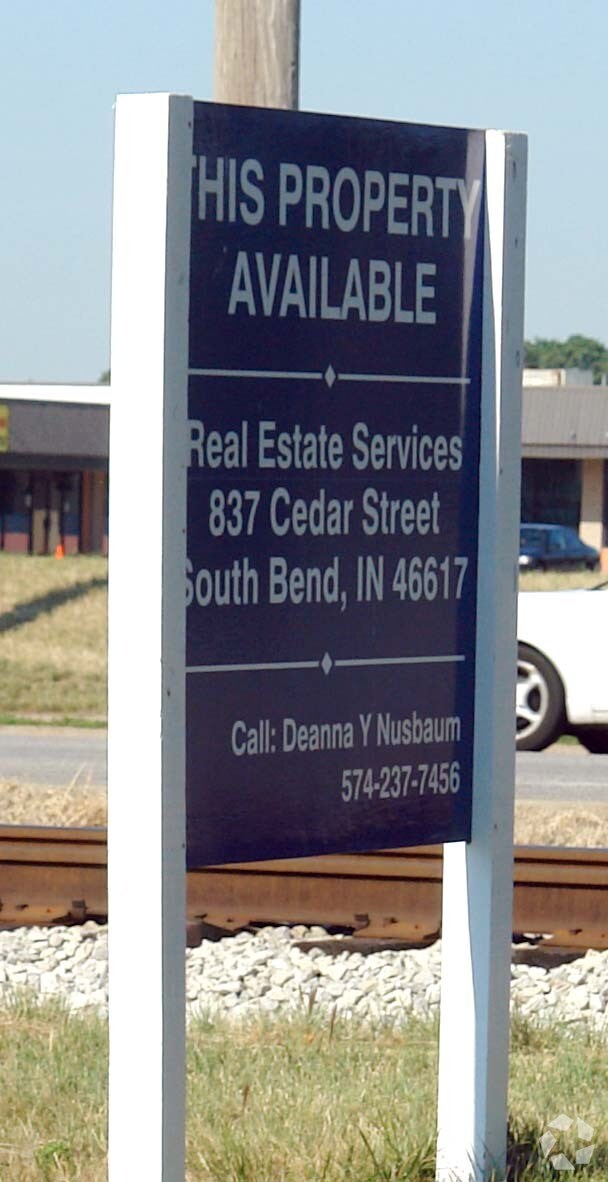 THIS PROPERTY
AVAILABLE
Real Estate Services
837 Cedar Street
South Bend, IN 46617
Call: Deanna Y Nusbaum
574-237-7456